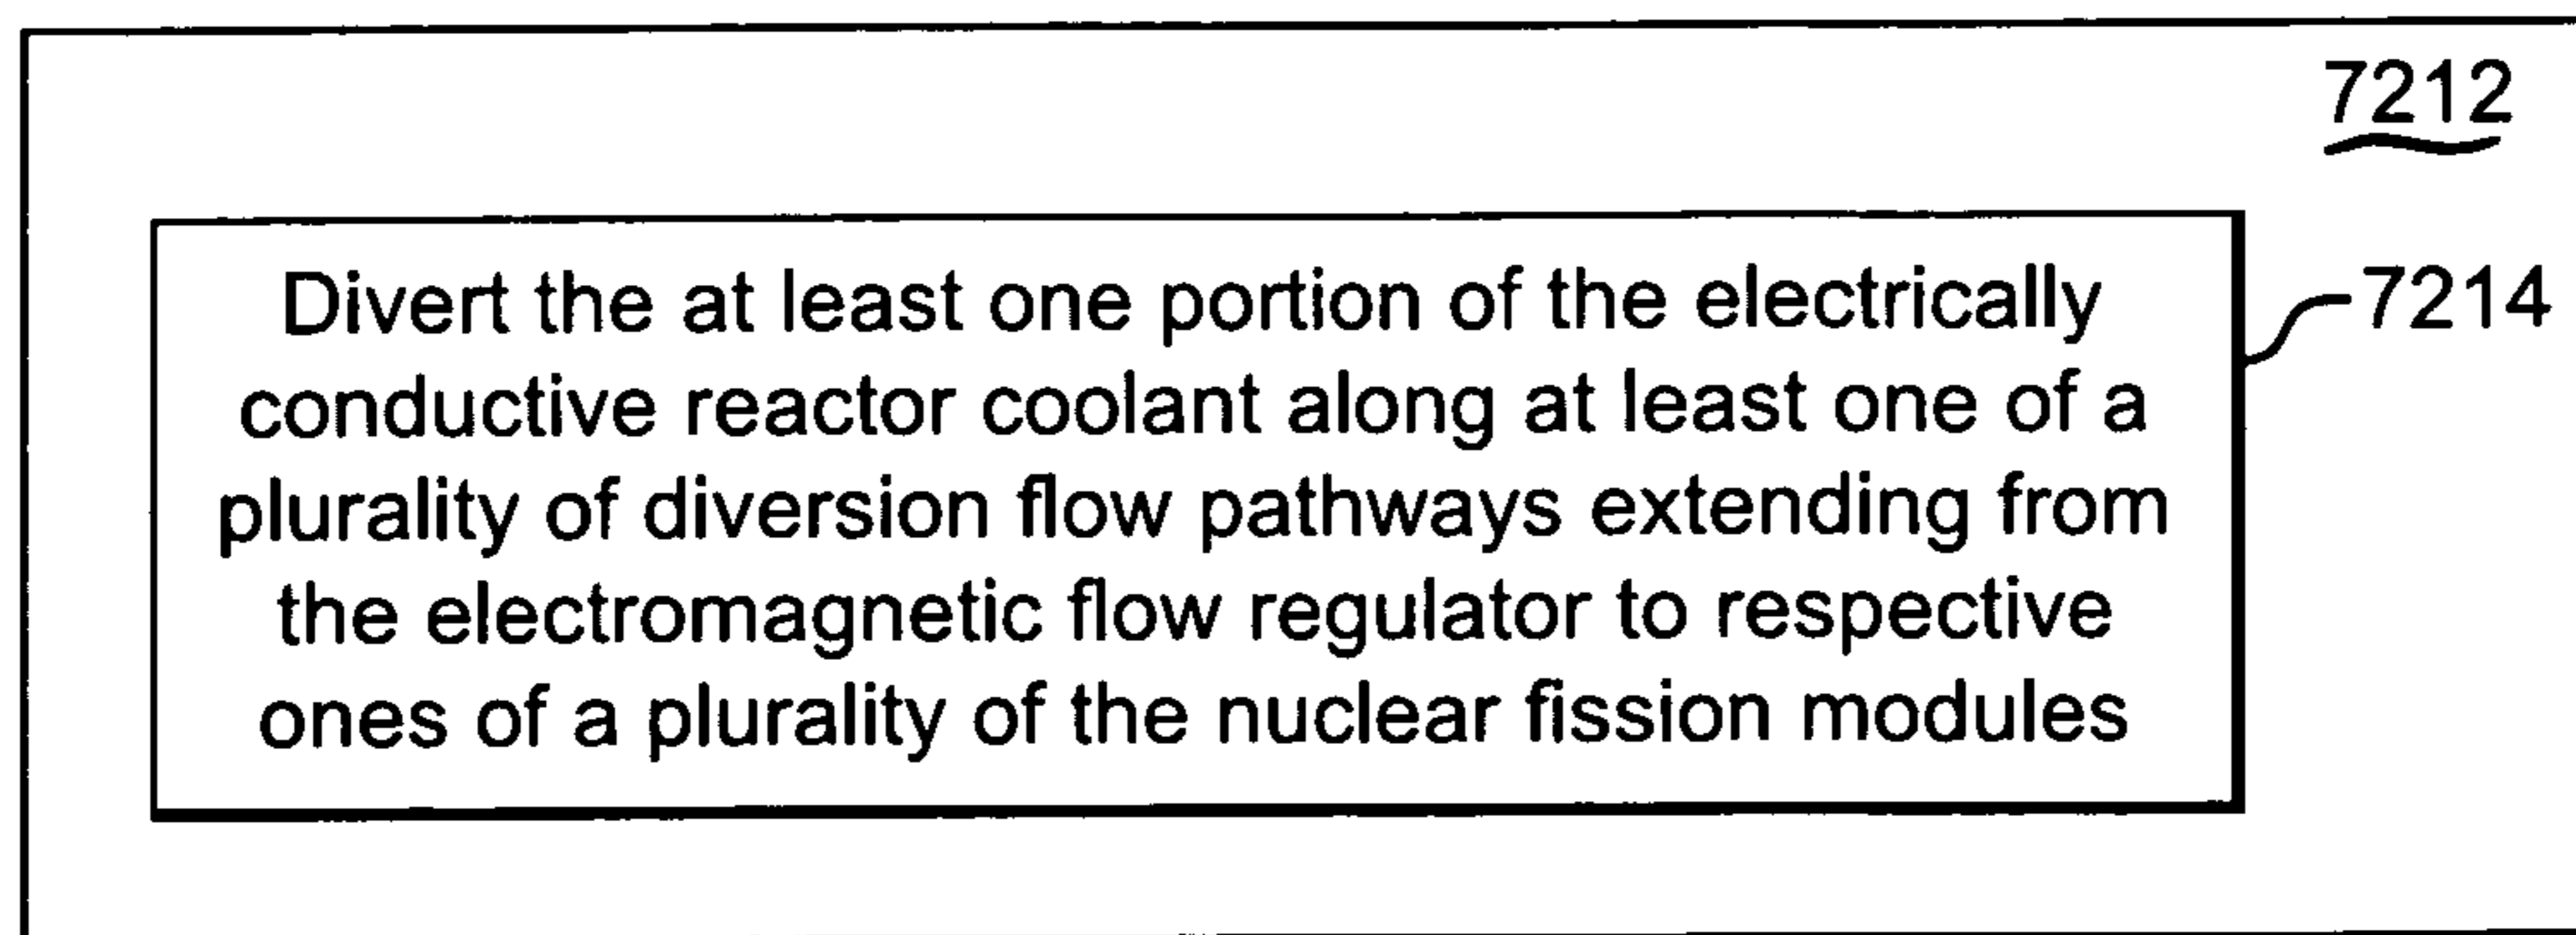 7212
Divert the at least one portion of the electrically
7214
conductive reactor coolant along at least one of a
plurality of diversion flow pathways extending from
the electromagnetic flow regulator to respective
ones of a plurality of the nuclear fission modules